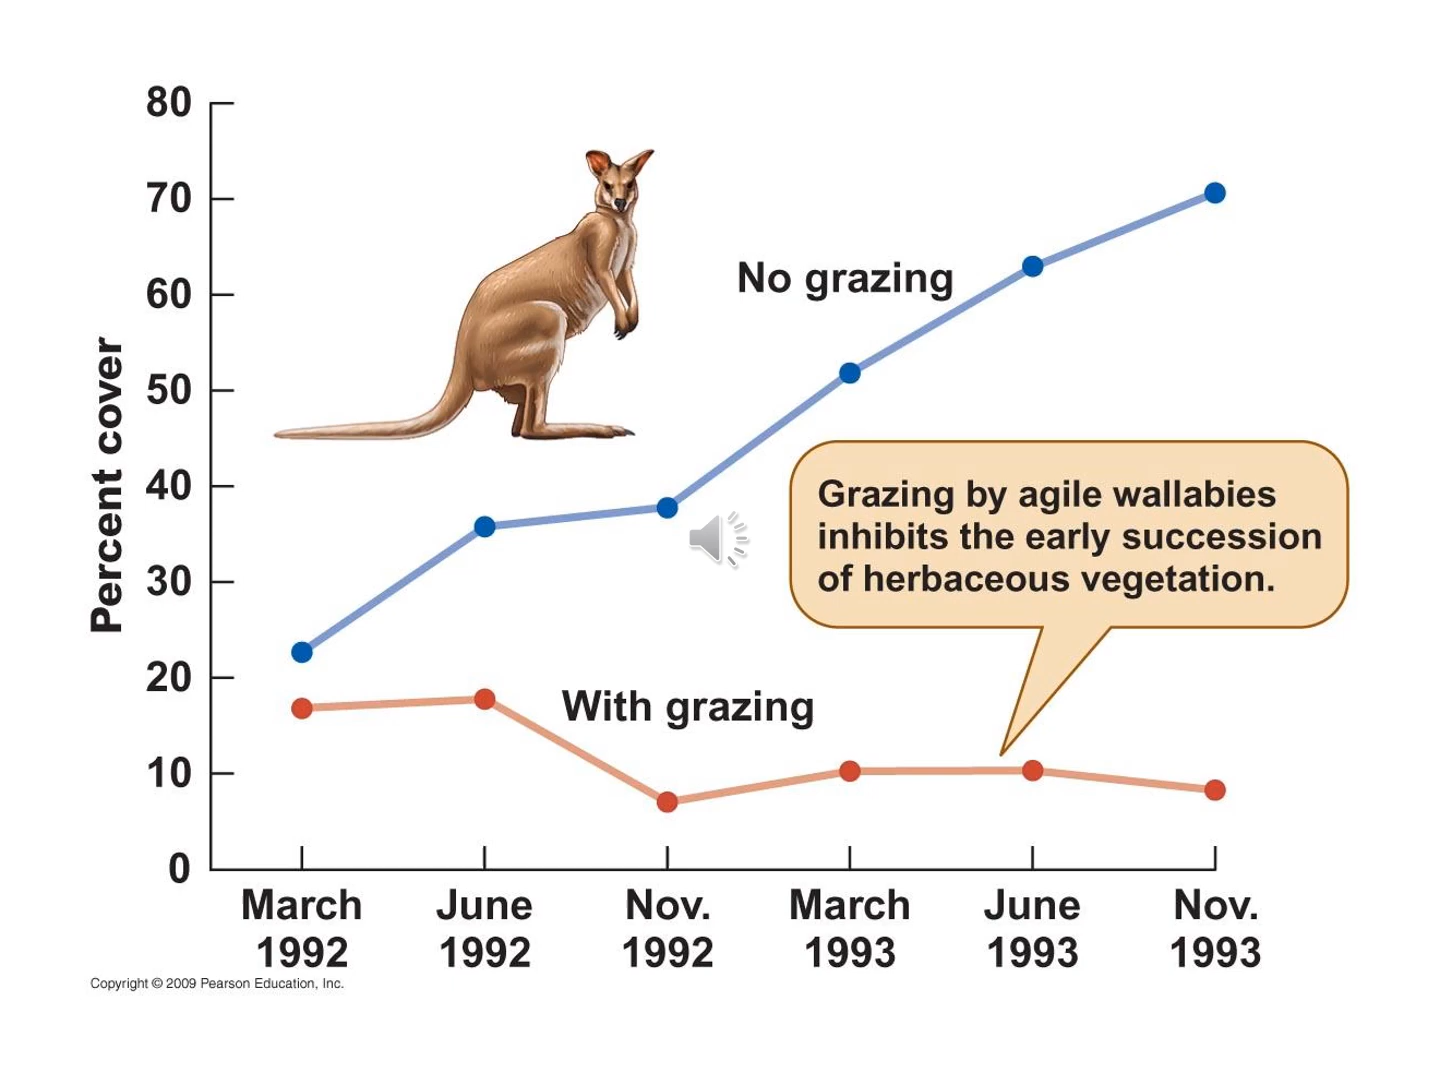 80
70
60
50
40
30
20
10
0
Percent cover
No grazing
Grazing by agile wallabies
inhibits the early succession
of herbaceous vegetation.
With grazing
March 1992
June 1992
Nov. 1992
March 1993
June 1993
Nov. 1993
Copyright © 2009 Pearson Education, Inc.